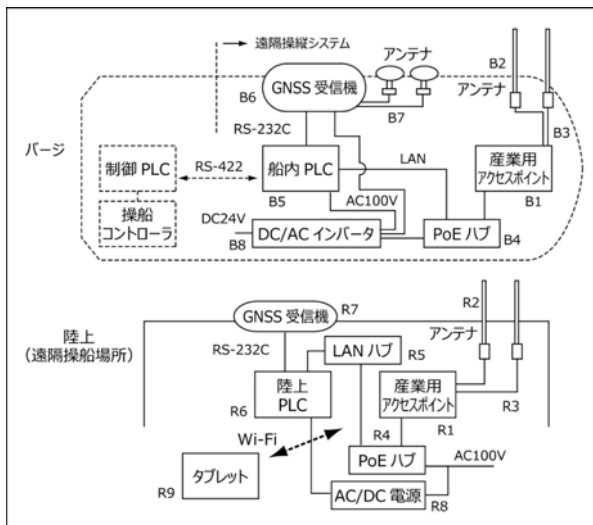 遠隔操縦システム
アンテナ
B2
GNSS 受信機
B6
B7
アンテナ
B3
RS-232C
バージ
制御 PLC
RS-422
船内 PLC
LAN
産業用
アクセスポイント
B5
AC100V
B1
操船
コントローラ
DC24V
DC/AC インバータ
PoE ハブ
B8
B4
GNSS 受信機
R7
R2
陸上
(遠隔操船場所)
アンテナ
RS-232C
LAN ハブ
R5
陸上
PLC
産業用
アクセスポイント
R6
R3
Wi-Fi
R4
R1
PoE ハブ
AC100V
タブレット
R9
AC/DC 電源
R8